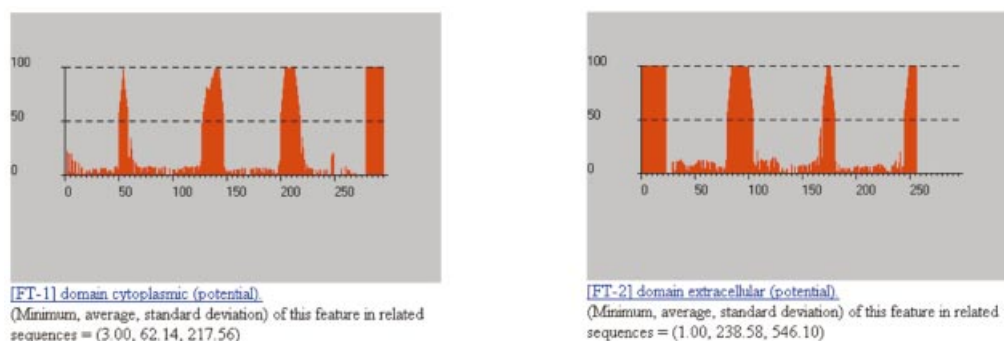 100
50
0
0 50 100 150 200 250
[FT-1] domain cytoplasmic (potential).
(Minimum, average, standard deviation) of this feature in related
sequences = (3.00, 62.14, 217.56)
100
50
0
0 50 100 150 200 250
[FT-2] domain extracellular (potential).
(Minimum, average, standard deviation) of this feature in related
sequences = (1.00, 238.58, 546.10)